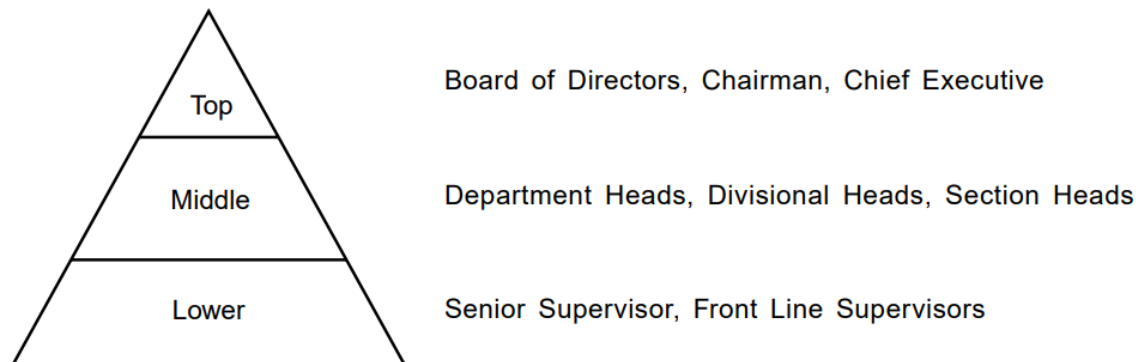 Top
Board of Directors, Chairman, Chief Executive
Middle
Department Heads, Divisional Heads, Section Heads
Lower
Senior Supervisor, Front Line Supervisors